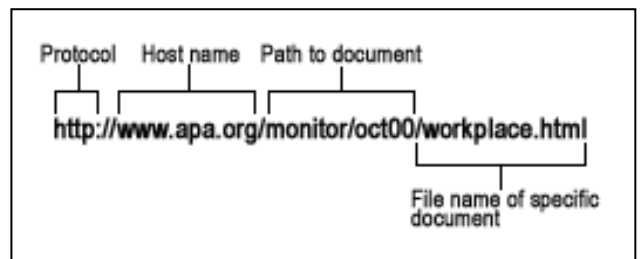 Protocol Host name Path to document
http://www.apa.org/monitor/oct00/workplace.html
File name of specific
document